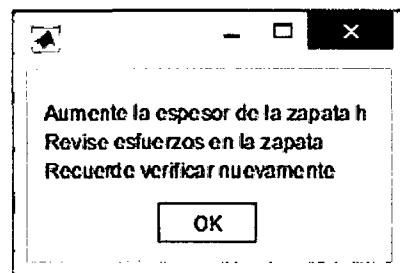 Aumente la espesor de la zapata h
Revise esfuerzos en la zapata
Recuerde verificar nuevamente
OK